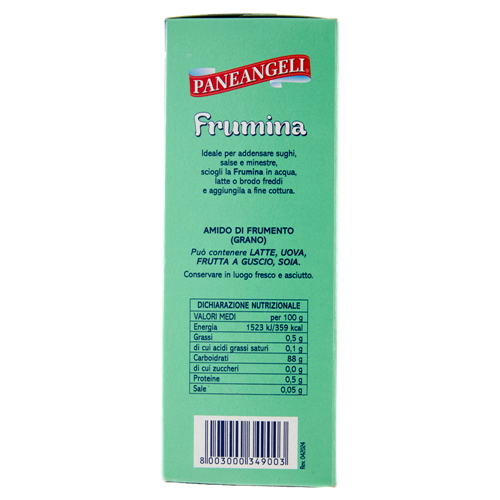 PANEANGELI
Frumina
Ideale per addensare sughi,
salse e minestre,
sciogli la Frumina in acqua,
latte o brodo freddi
e aggiungila a fine cottura.
AMIDO DI FRUMENTO
(GRANO)
Può contenere LATTE, UOVA,
FRUTTA A GUSCIO, SOIA.
Conservare in luogo fresco e asciutto.
DICHIARAZIONE NUTRIZIONALE
VALORI MEDI per 100 g
Energia 1523 kJ/359 kcal
Grassi 0,5 g
di cui acidi grassi saturi 0,1 g
Carboidrati 88 g
di cui zuccheri 0,0 g
Proteine 0,5 g
Sale 0,05 g
8 003000 349003
Rev. 042024